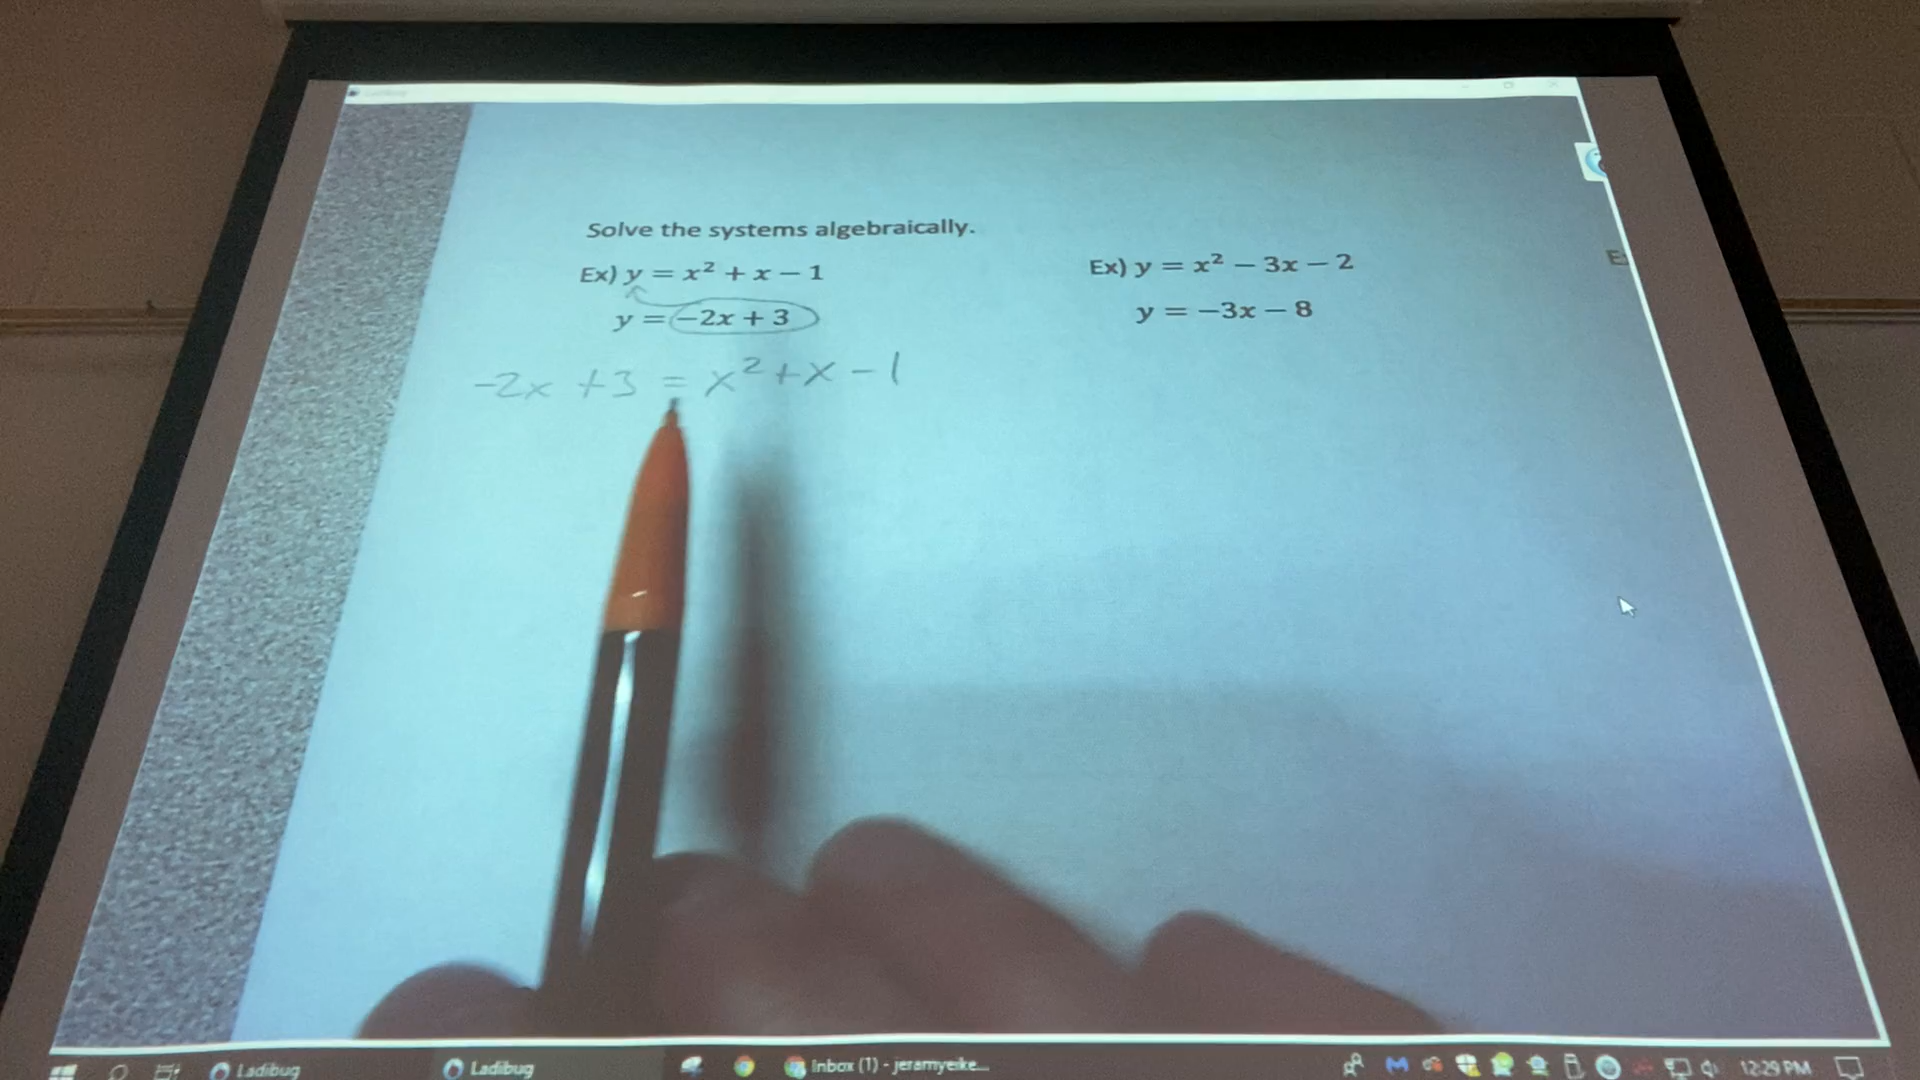 Solve the systems algebraically.
Ex) y = x² + x − 1
y = −2x + 3
-2x + 3 = x² + x - 1
Ex) y = x² − 3x − 2
y = −3x − 8
Ladibug
Ladibug
Inbox (1) - jeramyeike...
12:29 PM